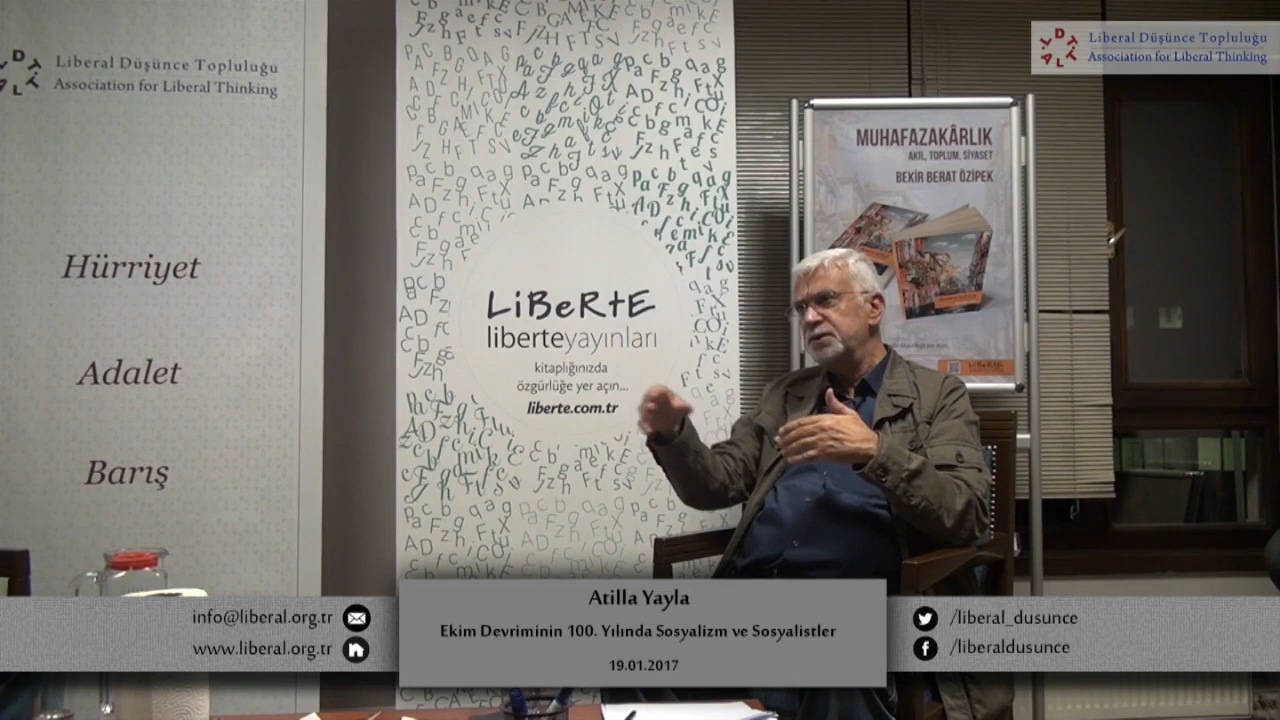 Liberal Düşünce Topluluğu
Association for Liberal Thinking
Hürriyet
Adalet
Barış
LiBeRtE
liberteyayınları
kitaplığınızda
özgürlüğe yer açın...
liberte.com.tr
MUHAFAZAKÂRLIK
AKIL, TOPLUM, SİYASET
BEKİR BERAT ÖZİPEK
LiBeRtE
Liberal Düşünce Topluluğu
Association for Liberal Thinking
info@liberal.org.tr
www.liberal.org.tr
Atilla Yayla
Ekim Devriminin 100. Yılında Sosyalizm ve Sosyalistler
19.01.2017
/liberal_dusunce
/liberaldusunce